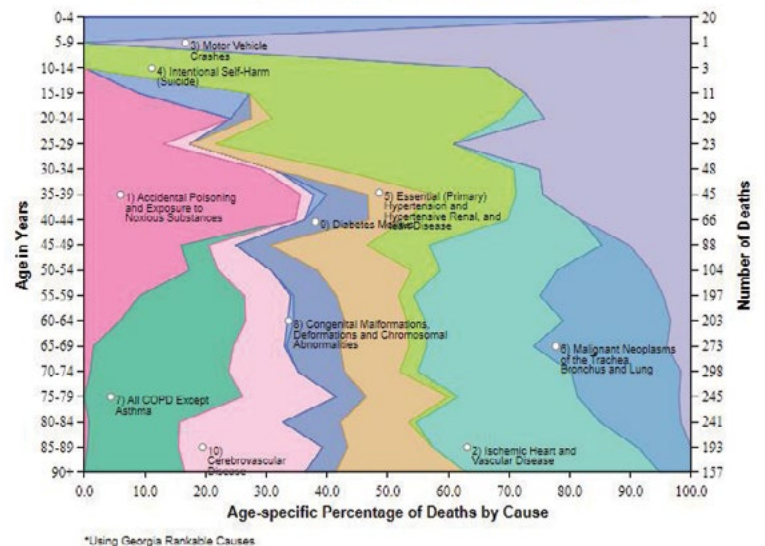 0-4
5-9
10-14
15-19
20-24
25-29
30-34
35-39
40-44
45-49
50-54
55-59
60-64
65-69
70-74
75-79
80-84
85-89
90+
Age in Years
3) Motor Vehicle
Crashes
4) Intentional Self-Harm
(Suicide)
1) Accidental Poisoning
and Exposure to
Noxious Substances
5) Essential (Primary)
Hypertension and
Hypertensive Renal, and
Heart Disease
9) Diabetes Mellitus
8) Congenital Malformations,
Deformations and Chromosomal
Abnormalities
6) Malignant Neoplasms
of the Trachea,
Bronchus and Lung
7) All COPD Except
Asthma
10)
Cerebrovascular
Disease
2) Ischemic Heart and
Vascular Disease
20
1
3
11
29
23
48
45
66
88
104
197
203
273
298
245
241
193
157
Number of Deaths
0.0 10.0 20.0 30.0 40.0 50.0 60.0 70.0 80.0 90.0 100.0
Age-specific Percentage of Deaths by Cause
*Using Georgia Rankable Causes